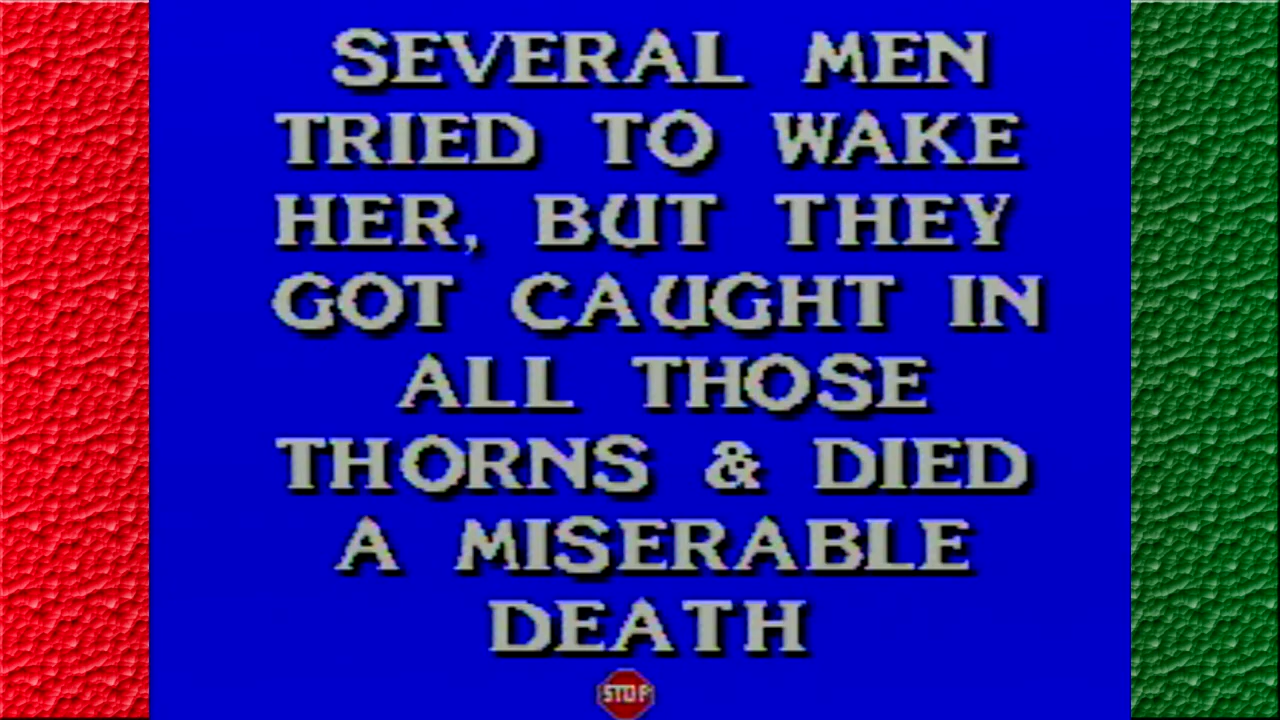 SEVERAL MEN
TRIED TO WAKE
HER, BUT THEY
GOT CAUGHT IN
ALL THOSE
THORNS & DIED
A MISERABLE
DEATH
STOP